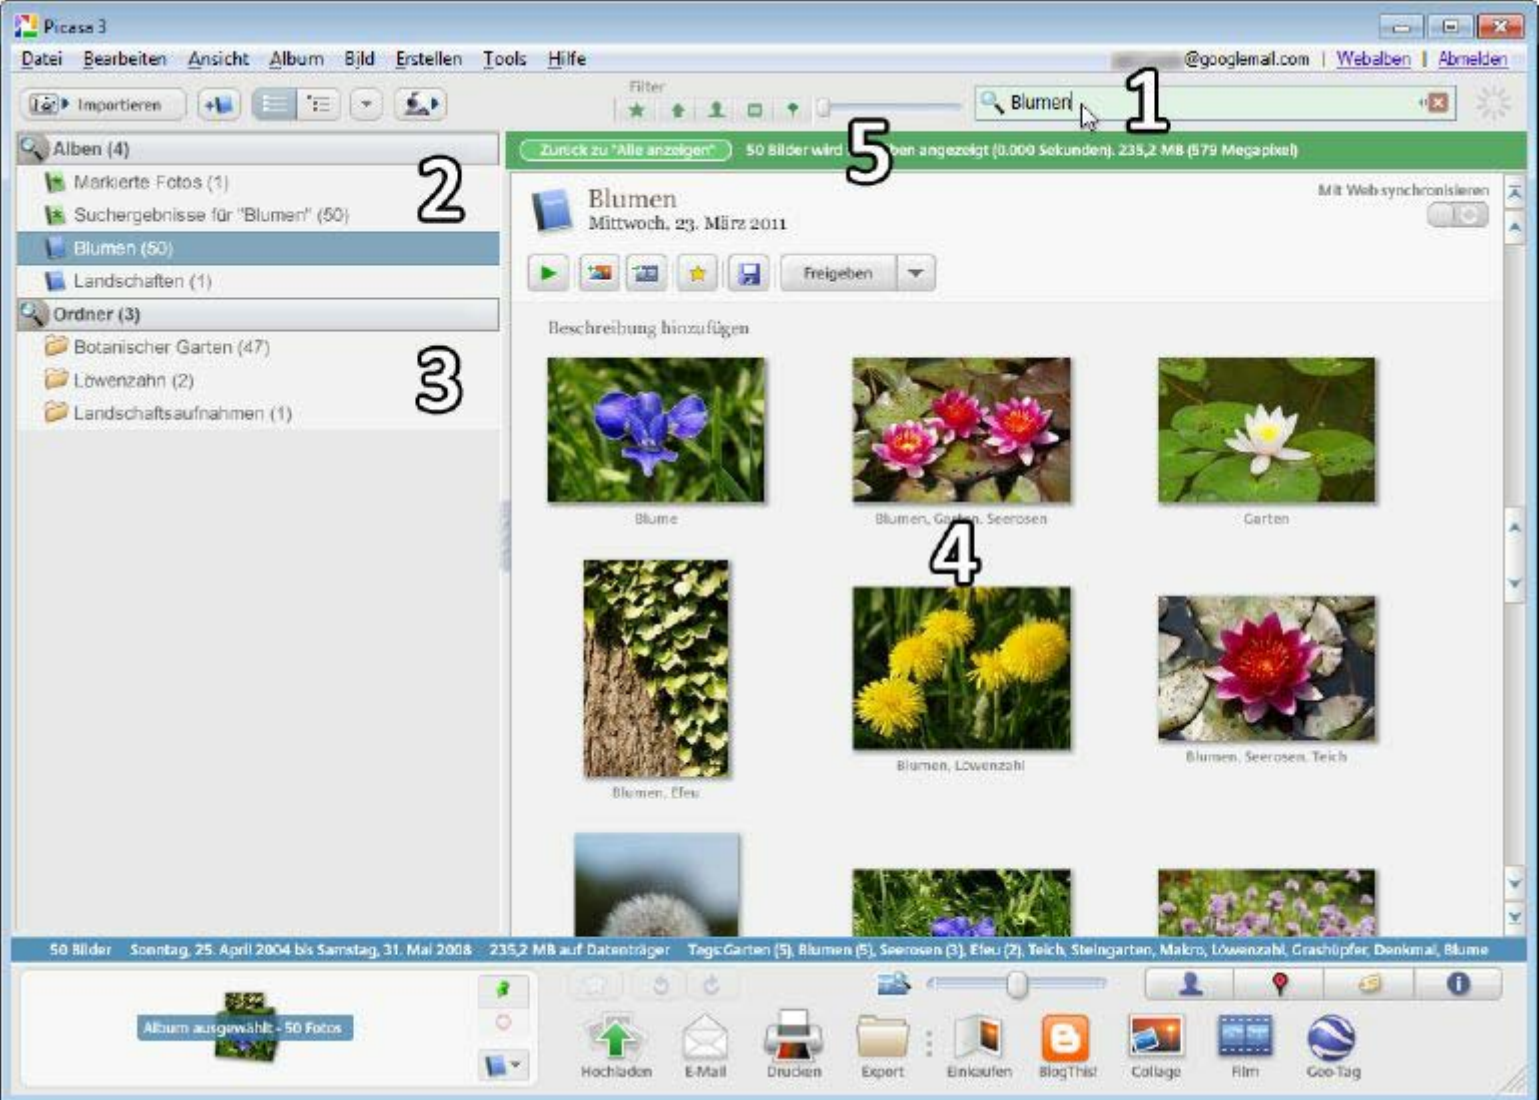 Picasa 3
Datei Bearbeiten Ansicht Album Bild Erstellen Tools Hilfe
@googlemail.com | Webalben | Abmelden
Importieren
Filter
Blumen
1
Alben (4)
2
Markierte Fotos (1)
Suchergebnisse für "Blumen" (50)
Blumen (50)
Landschaften (1)
Ordner (3)
Botanischer Garten (47)
Löwenzahn (2)
Landschaftsaufnahmen (1)
3
Zurück zu "Alle anzeigen" 50 Bilder wird 5 ben angezeigt (0.000 Sekunden). 235,2 MB (579 Megapixel)
Blumen
Mittwoch, 23. März 2011
Mit Web synchronisieren
Freigeben
Beschreibung hinzufügen
Blume
Blumen, Garten, Seerosen
Garten
4
Blumen, Efeu
Blumen, Löwenzahl
Blumen, Seerosen, Teich
50 Bilder Sonntag, 25. April 2004 bis Samstag, 31. Mai 2008 235,2 MB auf Datenträger Tags:Garten (5), Blumen (5), Seerosen (3), Efeu (2), Teich, Steingarten, Makro, Löwenzahl, Grashüpfer, Denkmal, Blume
Album ausgewählt - 50 Fotos
Hochladen E-Mail Drucken Export Einkaufen BlogThis! Collage Film Geo-Tag